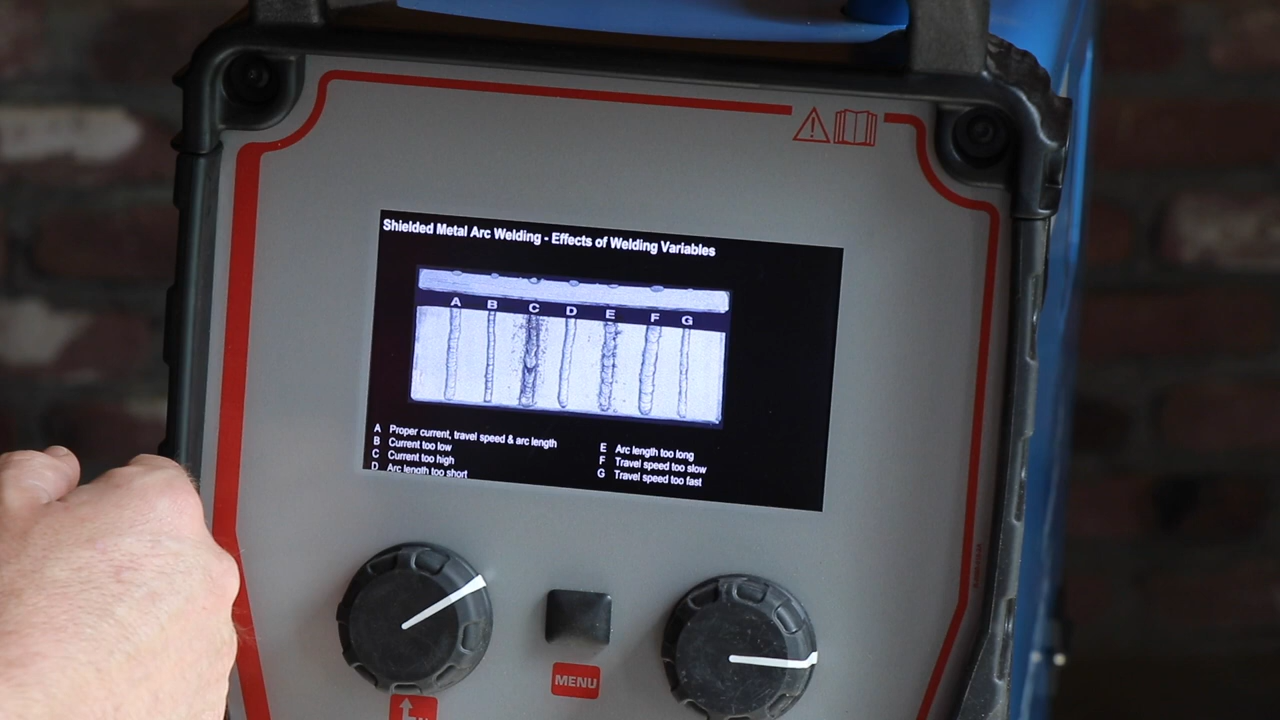 Shielded Metal Arc Welding - Effects of Welding Variables
A B C D E F G
A Proper current, travel speed & arc length
B Current too low
C Current too high
D Arc length too short
E Arc length too long
F Travel speed too slow
G Travel speed too fast
MENU